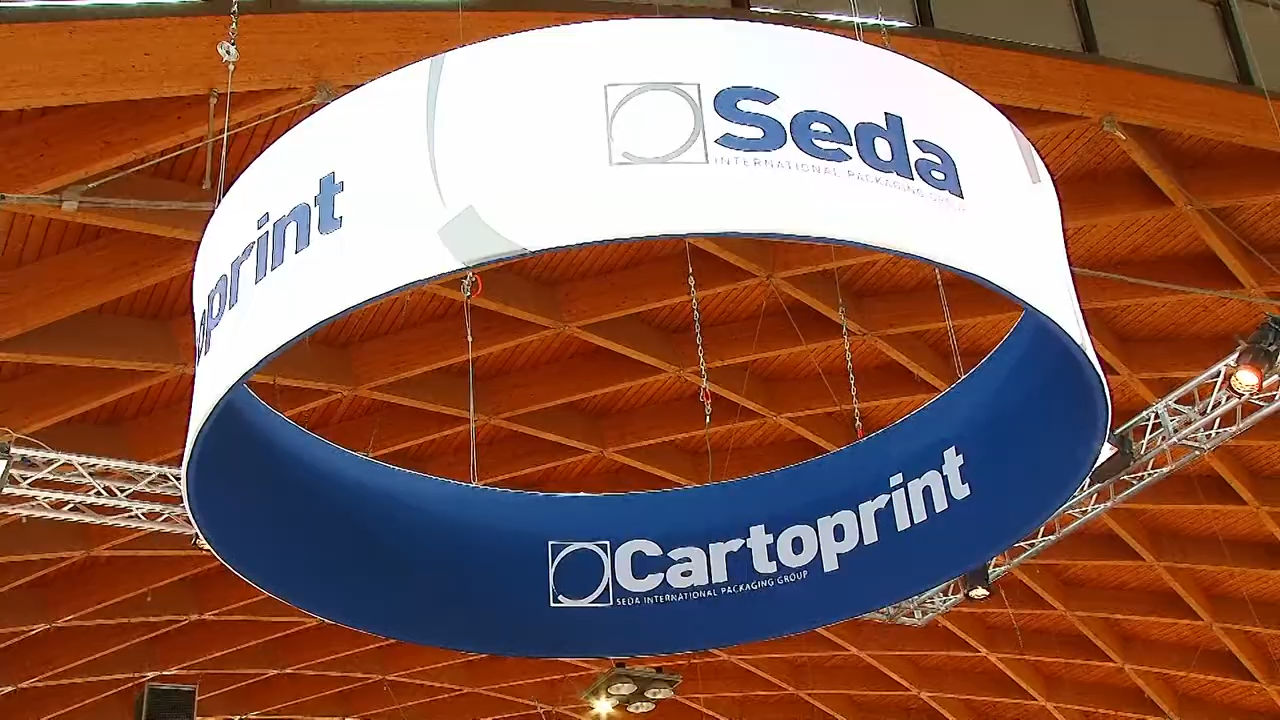 Seda
INTERNATIONAL PACKAGING GROUP
print
Cartoprint
SEDA INTERNATIONAL PACKAGING GROUP